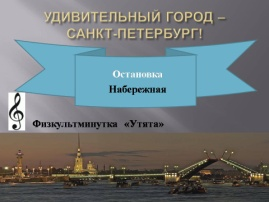 УДИВИТЕЛЬНЫЙ ГОРОД –
САНКТ-ПЕТЕРБУРГ!
Остановка
Набережная
Физкультминутка «Утята»